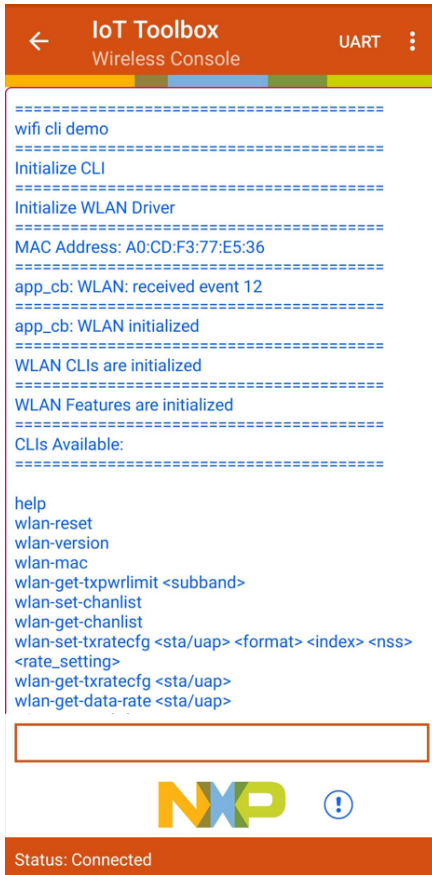 IoT Toolbox
Wireless Console
UART
========================================
wifi cli demo
========================================
Initialize CLI
========================================
Initialize WLAN Driver
========================================
MAC Address: A0:CD:F3:77:E5:36
========================================
app_cb: WLAN: received event 12
========================================
app_cb: WLAN initialized
========================================
WLAN CLIs are initialized
========================================
WLAN Features are initialized
========================================
CLIs Available:
========================================
help
wlan-reset
wlan-version
wlan-mac
wlan-get-txpwrlimit <subband>
wlan-set-chanlist
wlan-get-chanlist
wlan-set-txratecfg <sta/uap> <format> <index> <nss>
<rate_setting>
wlan-get-txratecfg <sta/uap>
wlan-get-data-rate <sta/uap>
NXP
Status: Connected